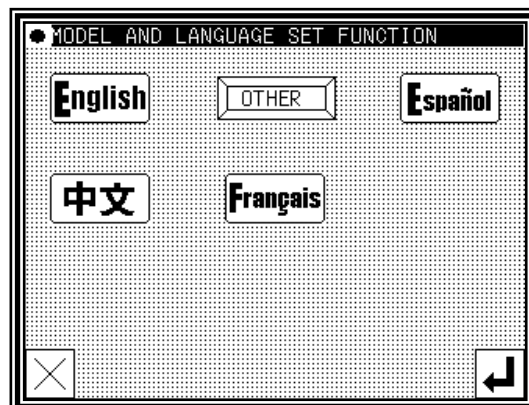 MODEL AND LANGUAGE SET FUNCTION
English OTHER Español
中文 Français